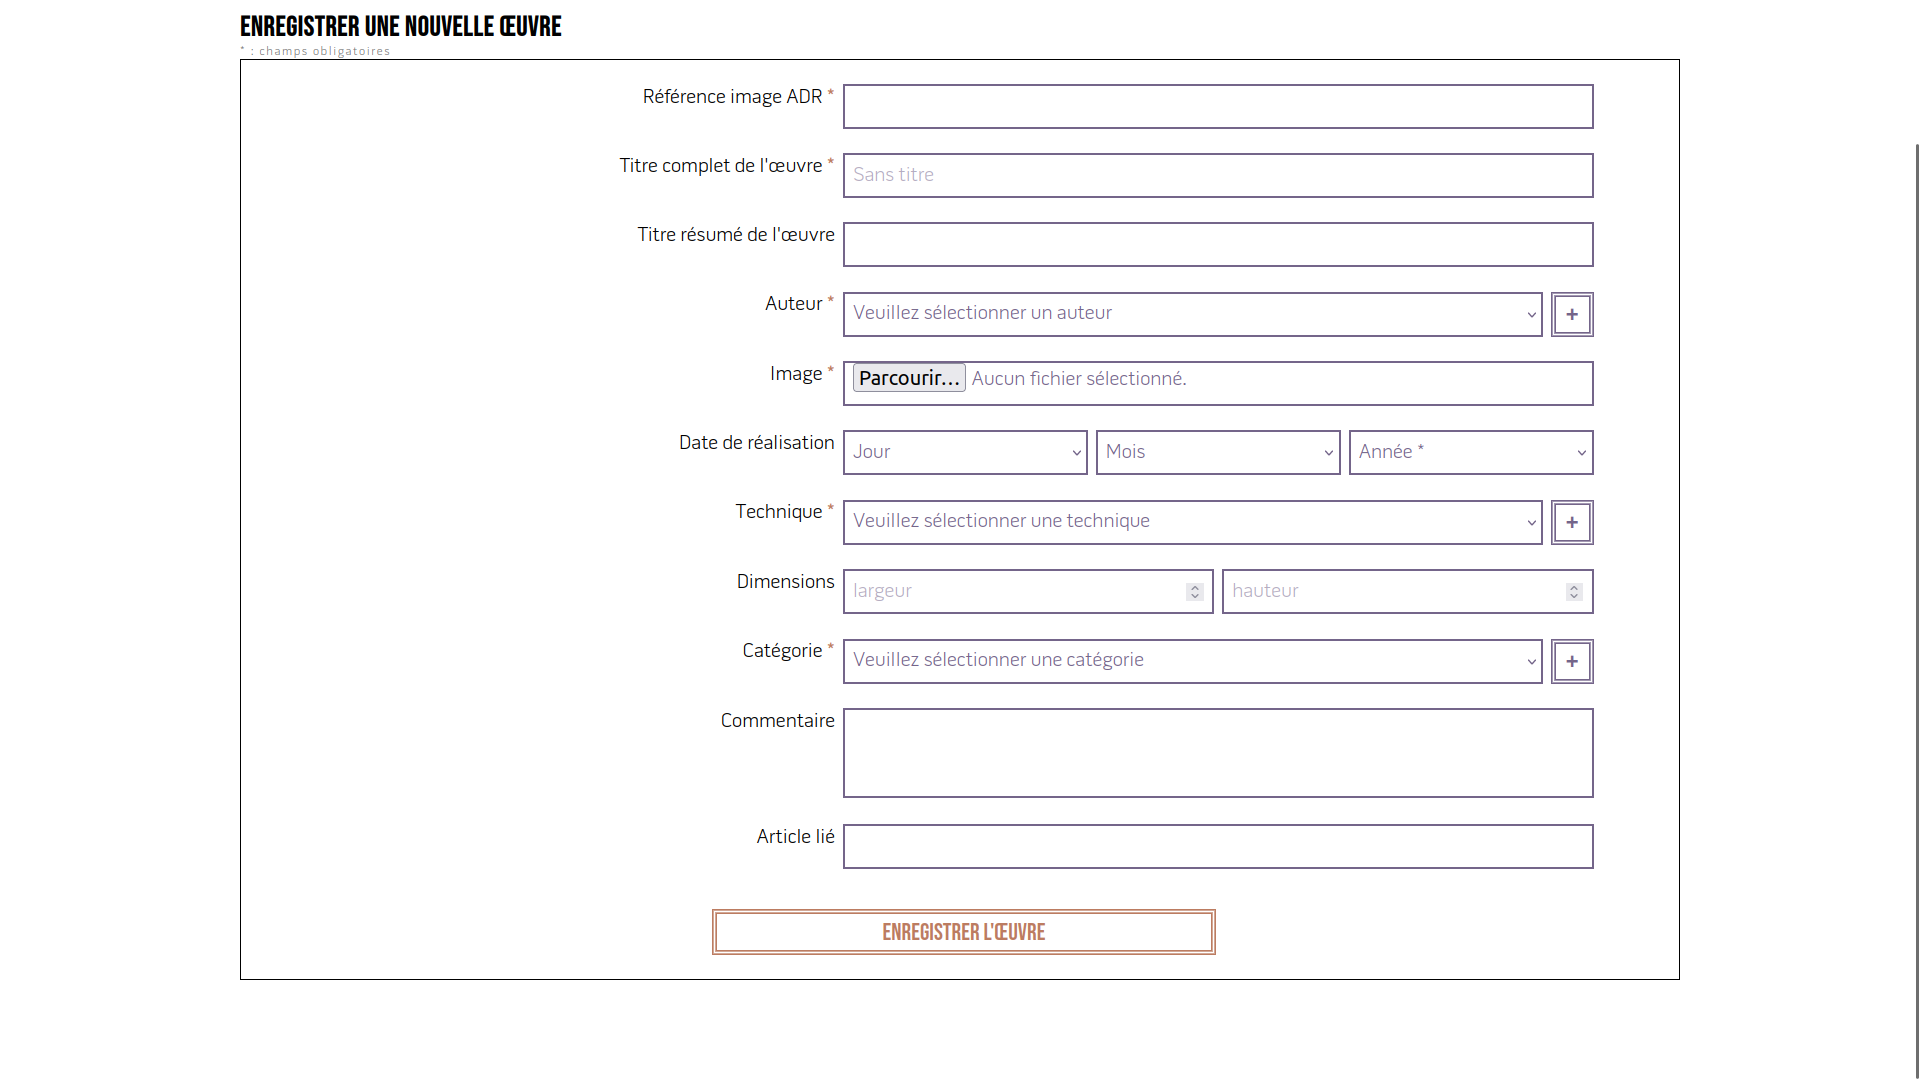 ENREGISTRER UNE NOUVELLE ŒUVRE
* : champs obligatoires
Référence image ADR *
Titre complet de l'œuvre * Sans titre
Titre résumé de l'œuvre
Auteur * Veuillez sélectionner un auteur +
Image * Parcourir... Aucun fichier sélectionné.
Date de réalisation Jour Mois Année *
Technique * Veuillez sélectionner une technique +
Dimensions largeur hauteur
Catégorie * Veuillez sélectionner une catégorie +
Commentaire
Article lié
ENREGISTRER L'ŒUVRE